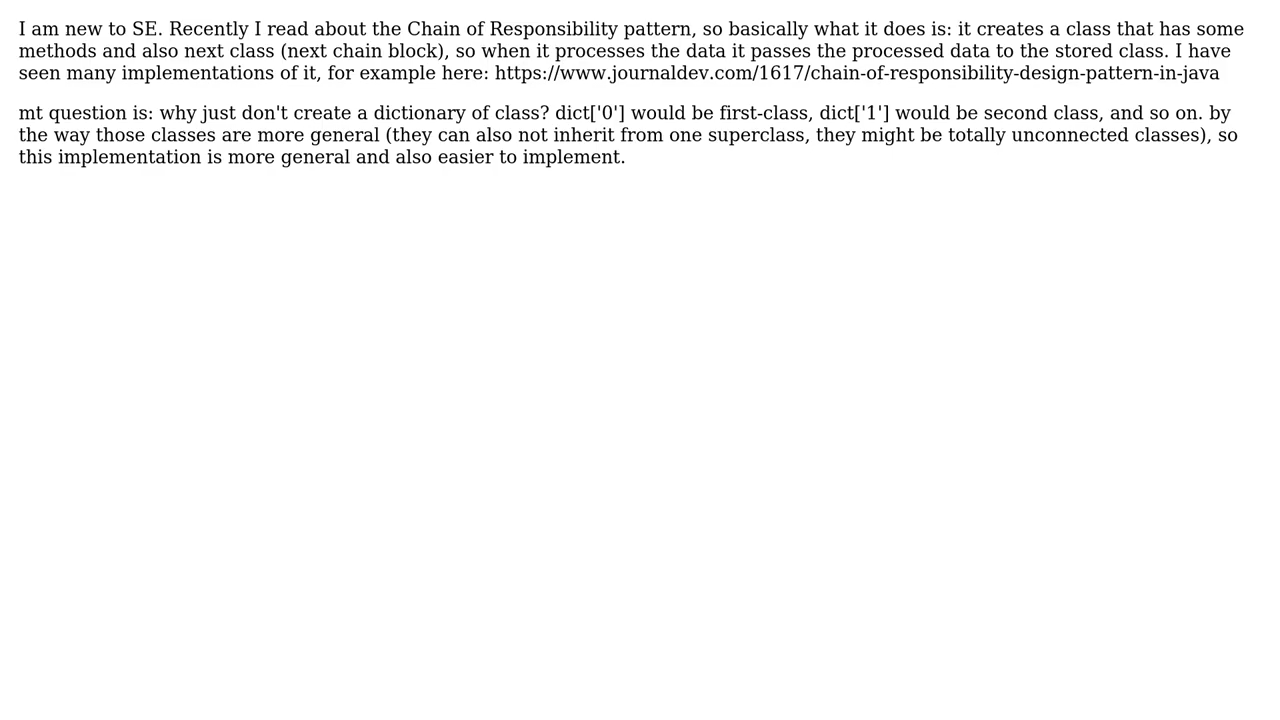 I am new to SE. Recently I read about the Chain of Responsibility pattern, so basically what it does is: it creates a class that has some
methods and also next class (next chain block), so when it processes the data it passes the processed data to the stored class. I have
seen many implementations of it, for example here: https://www.journaldev.com/1617/chain-of-responsibility-design-pattern-in-java
mt question is: why just don't create a dictionary of class? dict['0'] would be first-class, dict['1'] would be second class, and so on. by
the way those classes are more general (they can also not inherit from one superclass, they might be totally unconnected classes), so
this implementation is more general and also easier to implement.